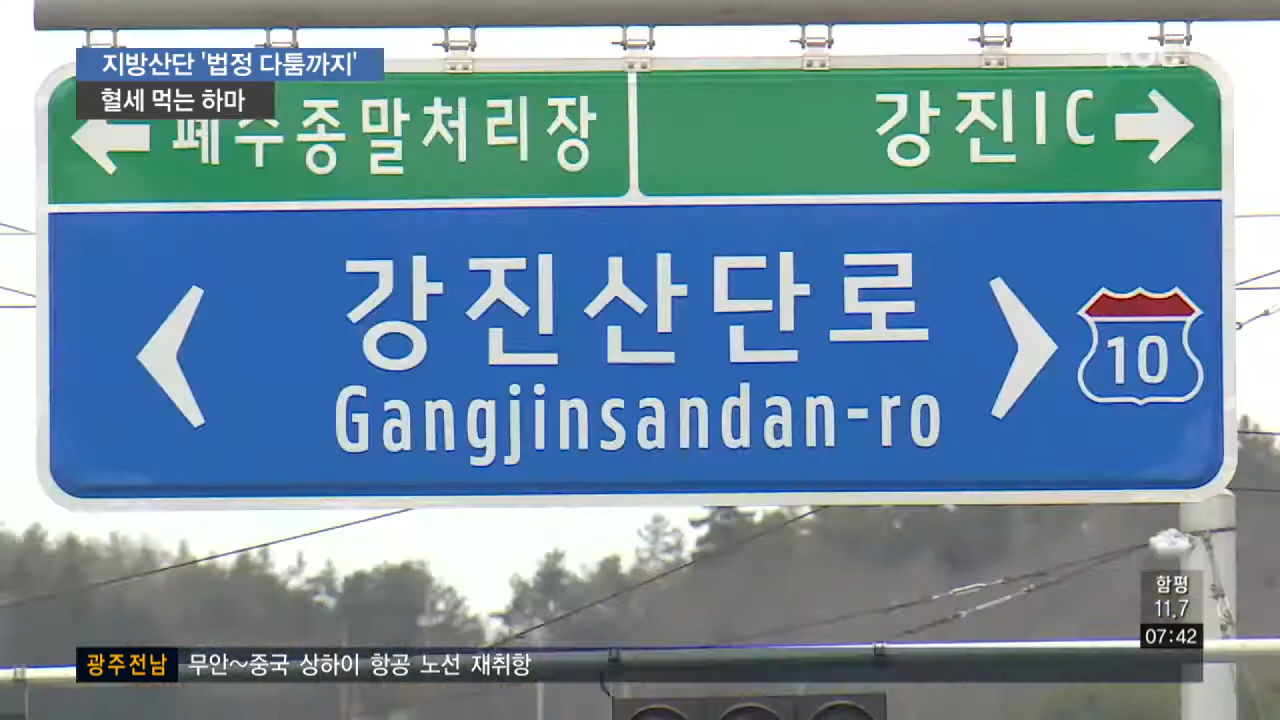 지방산단 '법정 다툼까지'
혈세 먹는 하마
폐수종말처리장
강진IC
강진산단로
Gangjinsandan-ro
10
함평
11.7
07:42
광주전남 무안~중국 상하이 항공 노선 재취항